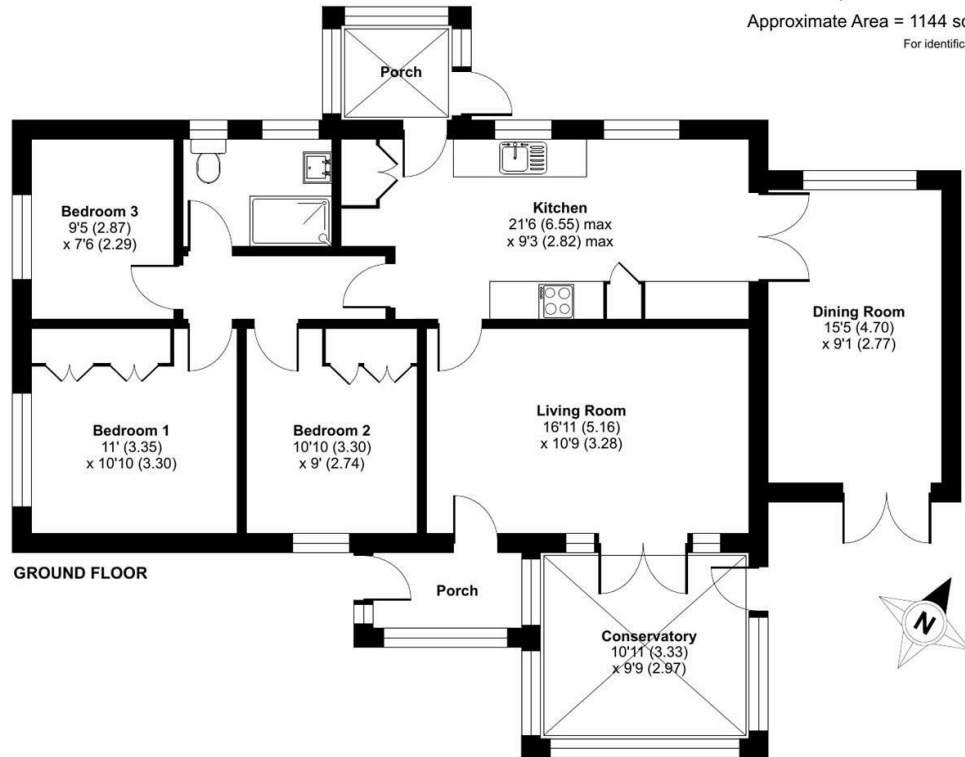 Approximate Area = 1144 sq
For identific
Porch
Bedroom 3
9'5 (2.87)
x 7'6 (2.29)
Kitchen
21'6 (6.55) max
x 9'3 (2.82) max
Dining Room
15'5 (4.70)
x 9'1 (2.77)
Bedroom 1
11' (3.35)
x 10'10 (3.30)
Bedroom 2
10'10 (3.30)
x 9' (2.74)
Living Room
16'11 (5.16)
x 10'9 (3.28)
GROUND FLOOR
Porch
Conservatory
10'11 (3.33)
x 9'9 (2.97)
N